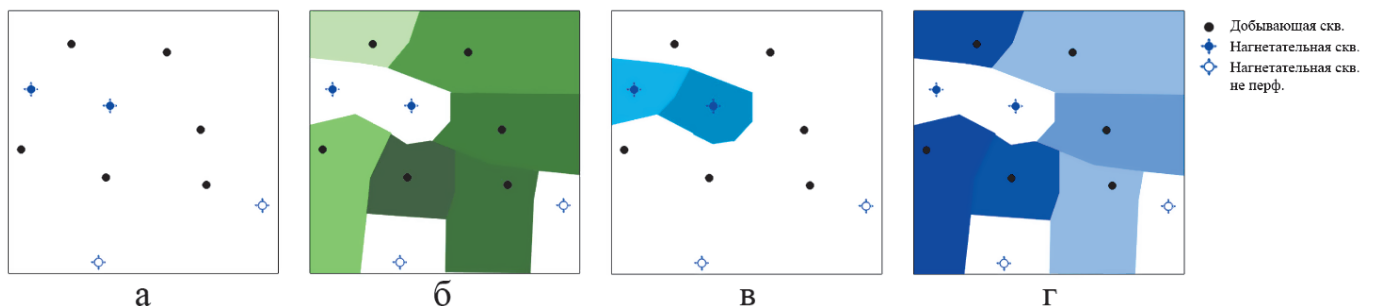 Добывающая скв.
Нагнетательная скв.
Нагнетательная скв.
не перф.
а
б
в
г